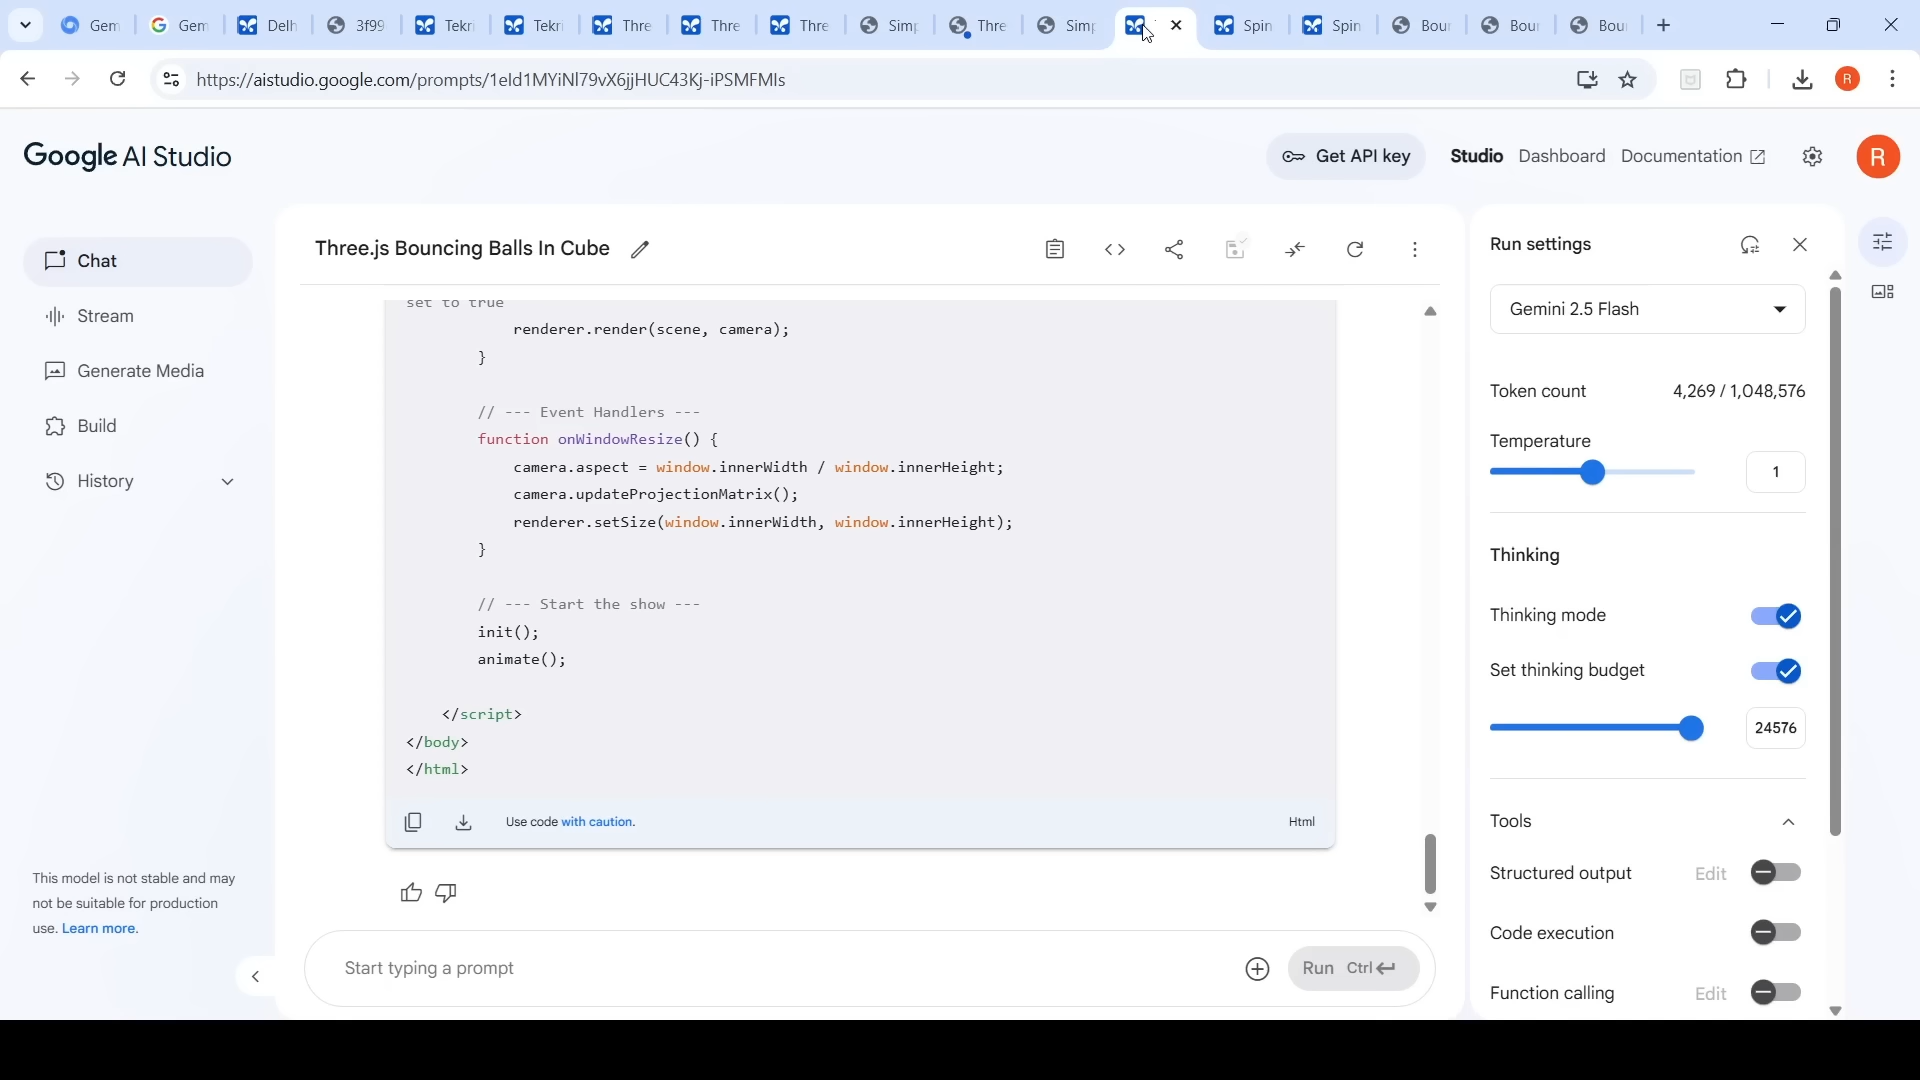 Gem
Gem
Delh
3f99
Tekri
Tekri
Thre
Thre
Thre
Simp
Thre
Simp
Spin
Spin
Bour
Bour
Bour
https://aistudio.google.com/prompts/1eld1MYiNl79vX6jjHUC43Kj-iPSMFMIs
R
Google AI Studio
Get API key
Studio
Dashboard
Documentation
R
Chat
Stream
Generate Media
Build
History
This model is not stable and may
not be suitable for production
use. Learn more.
Three.js Bouncing Balls In Cube
set to true
renderer.render(scene, camera);
}
// --- Event Handlers ---
function onWindowResize() {
camera.aspect = window.innerWidth / window.innerHeight;
camera.updateProjectionMatrix();
renderer.setSize(window.innerWidth, window.innerHeight);
}
// --- Start the show ---
init();
animate();
</script>
</body>
</html>
Use code with caution.
Html
Start typing a prompt
Run Ctrl
Run settings
Gemini 2.5 Flash
Token count 4,269 / 1,048,576
Temperature
1
Thinking
Thinking mode
Set thinking budget
24576
Tools
Structured output Edit
Code execution
Function calling Edit